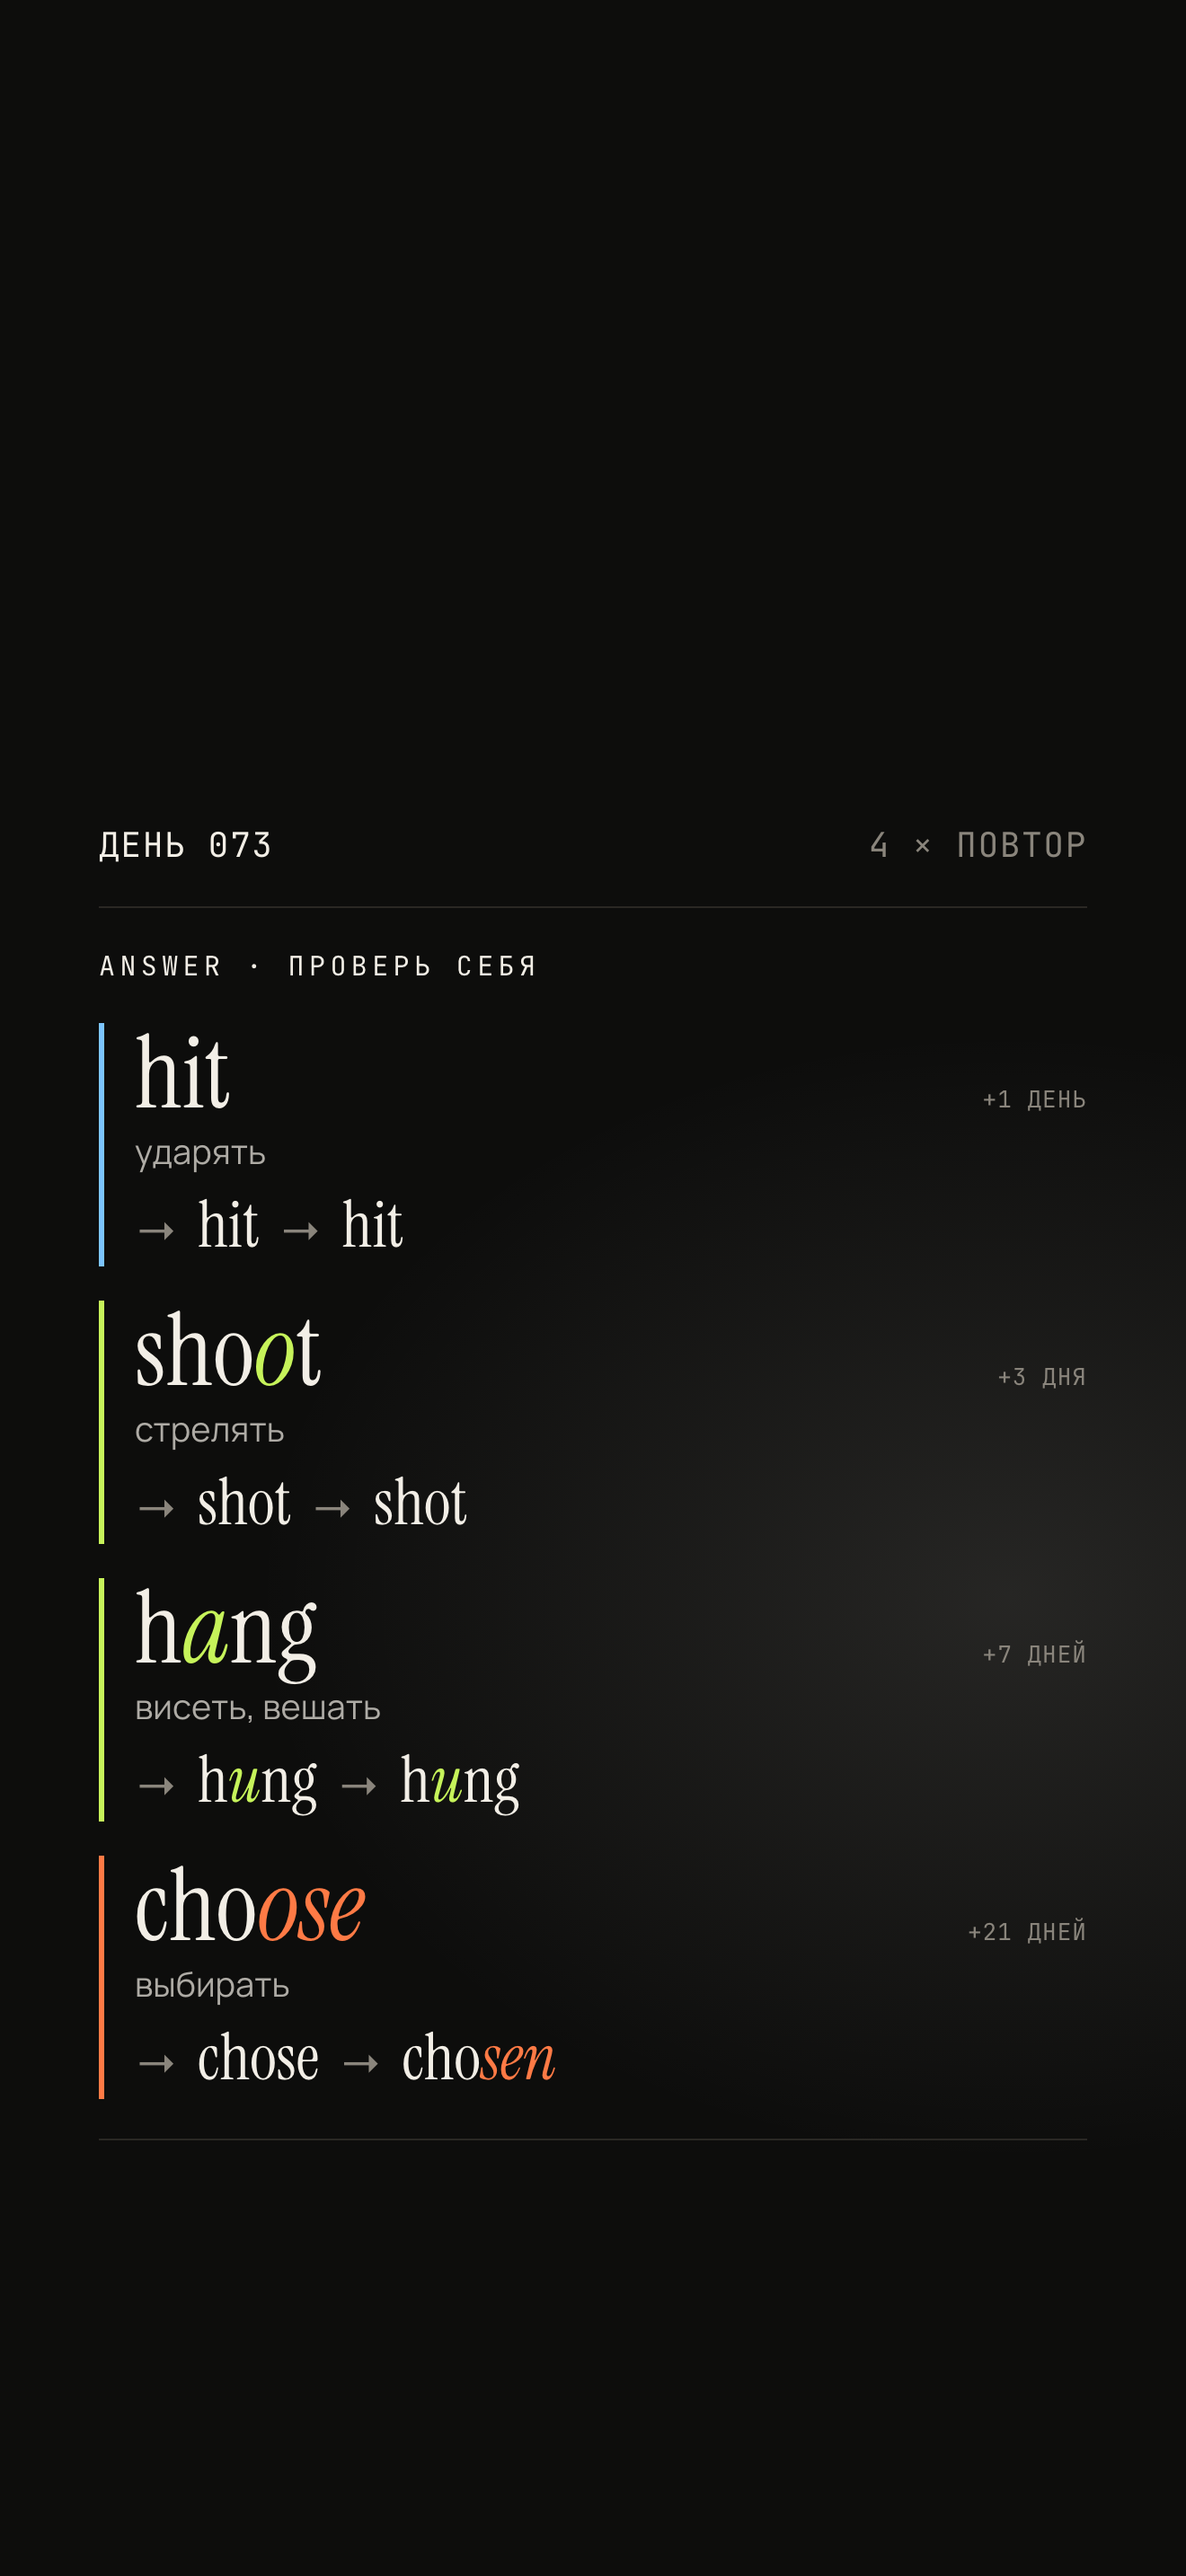 ДЕНЬ 073 4 × ПОВТОР
ANSWER · ПРОВЕРЬ СЕБЯ
hit +1 ДЕНЬ
ударять
→ hit → hit
shoot +3 ДНЯ
стрелять
→ shot → shot
hang +7 ДНЕЙ
висеть, вешать
→ hung → hung
choose +21 ДНЕЙ
выбирать
→ chose → chosen